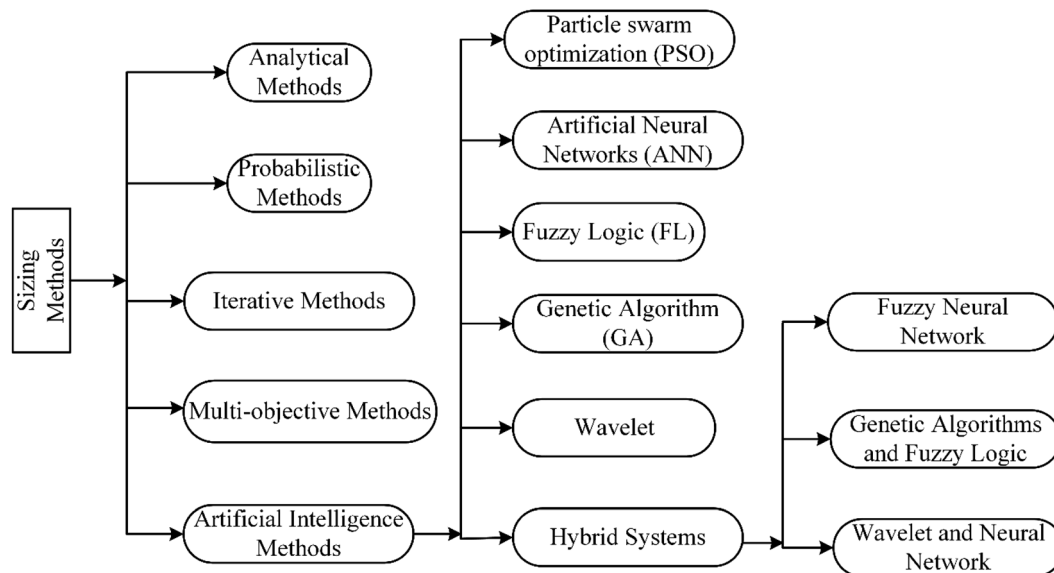 Sizing
Methods
Analytical
Methods
Probabilistic
Methods
Iterative Methods
Multi-objective Methods
Artificial Intelligence
Methods
Particle swarm
optimization (PSO)
Artificial Neural
Networks (ANN)
Fuzzy Logic (FL)
Genetic Algorithm
(GA)
Wavelet
Hybrid Systems
Fuzzy Neural
Network
Genetic Algorithms
and Fuzzy Logic
Wavelet and Neural
Network